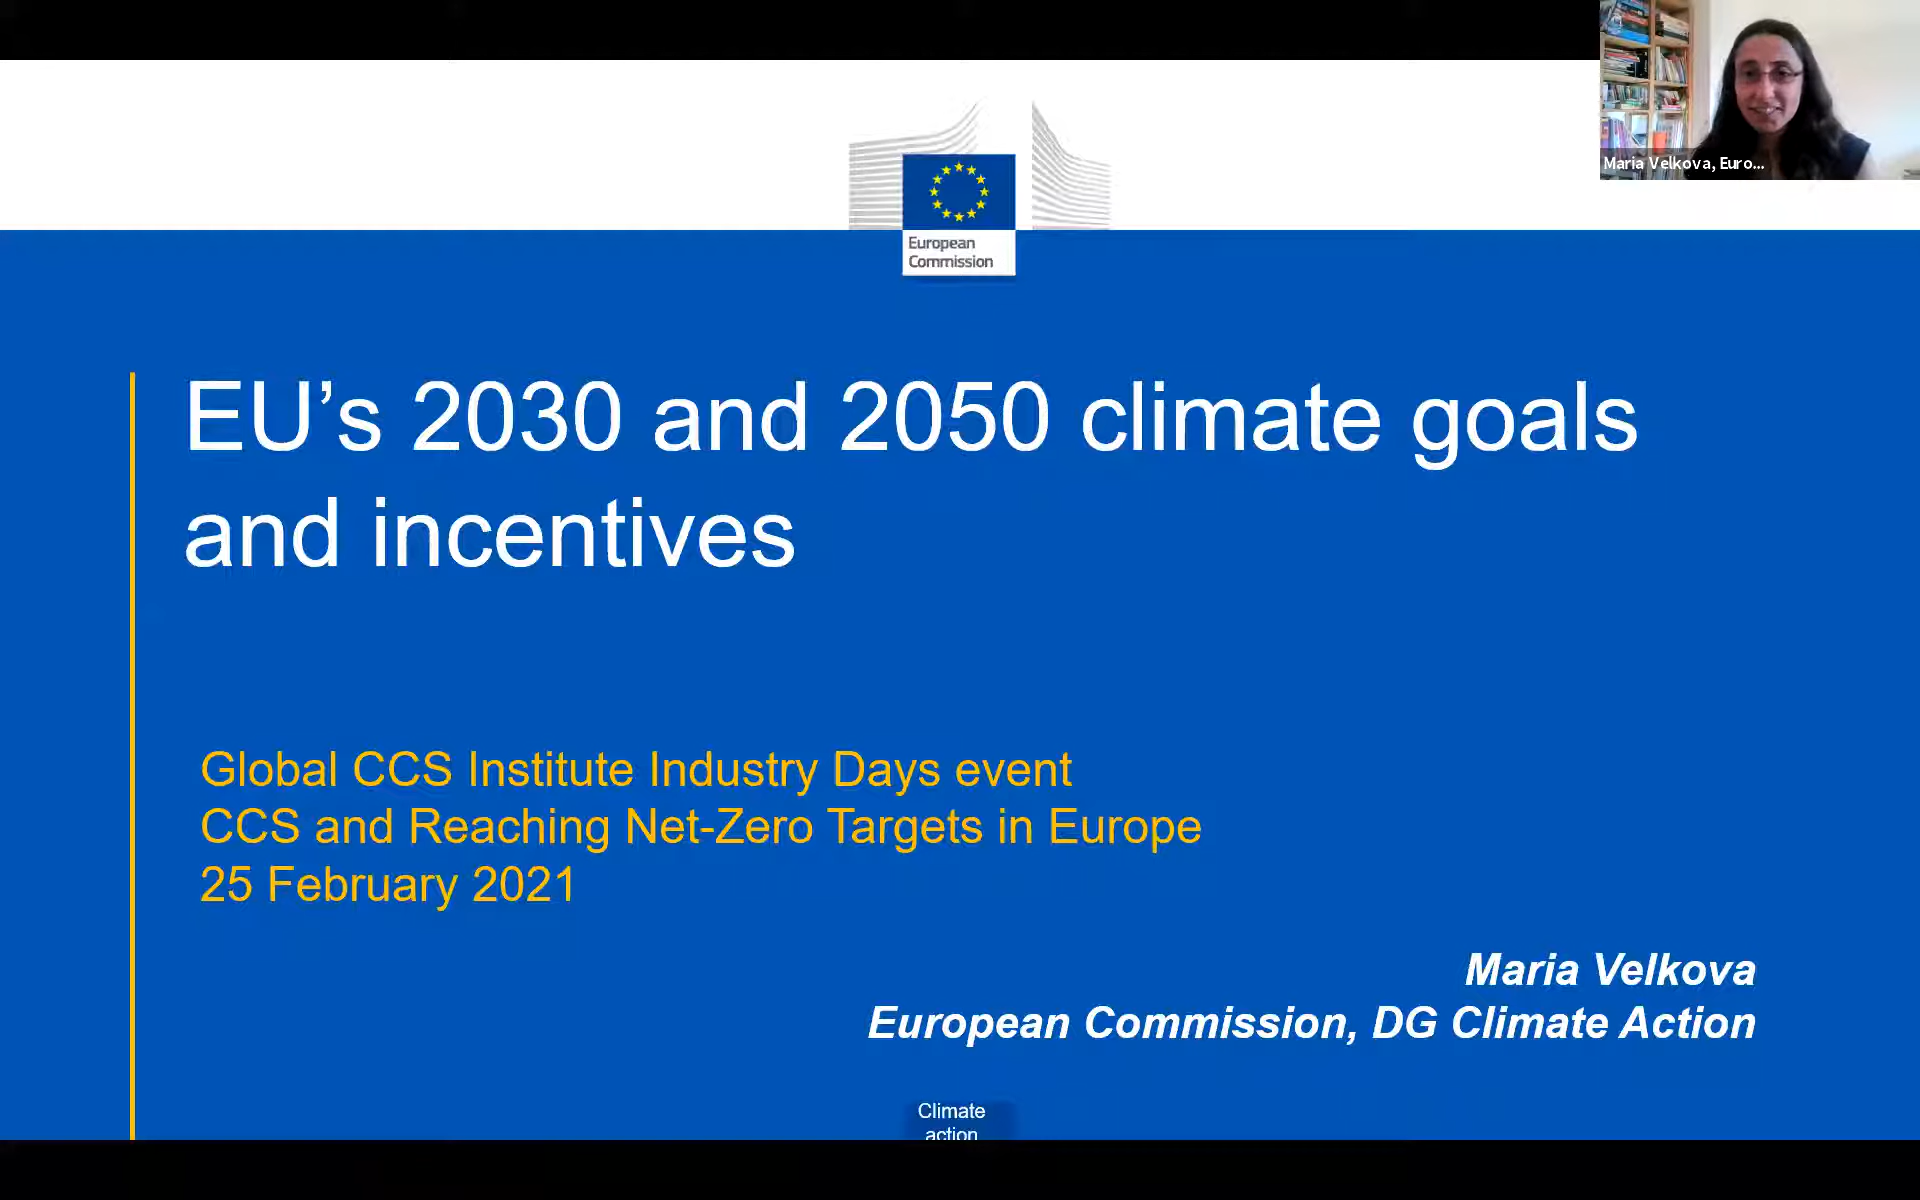 Maria Velkova, Euro...
European
Commission
EU’s 2030 and 2050 climate goals
and incentives
Global CCS Institute Industry Days event
CCS and Reaching Net-Zero Targets in Europe
25 February 2021
Maria Velkova
European Commission, DG Climate Action
Climate
action